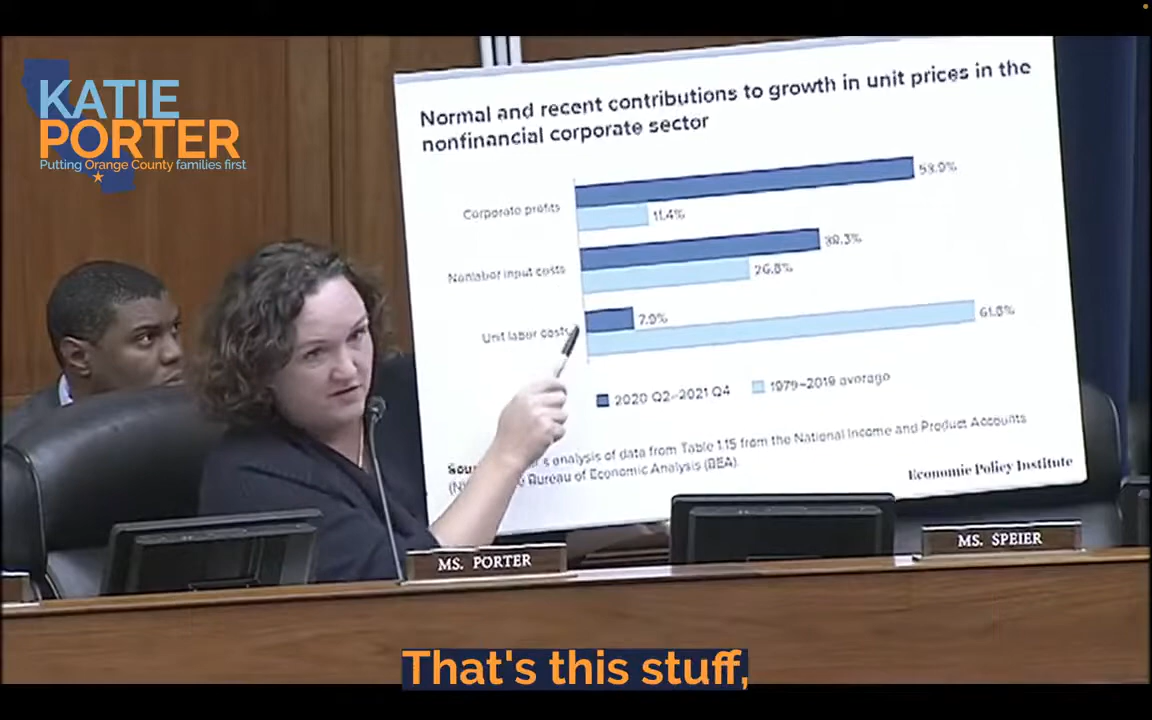 KATIE
PORTER
Putting Orange County families first
Normal and recent contributions to growth in unit prices in the
nonfinancial corporate sector
Corporate profits
53.9%
11.4%
Nonlabor input costs
38.3%
26.8%
Unit labor costs
7.9%
61.8%
2020 Q2–2021 Q4
1979–2019 average
analysis of data from Table 1.15 from the National Income and Product Accounts
Bureau of Economic Analysis (BEA).
Economic Policy Institute
MS. PORTER
MS. SPEIER
That's this stuff,